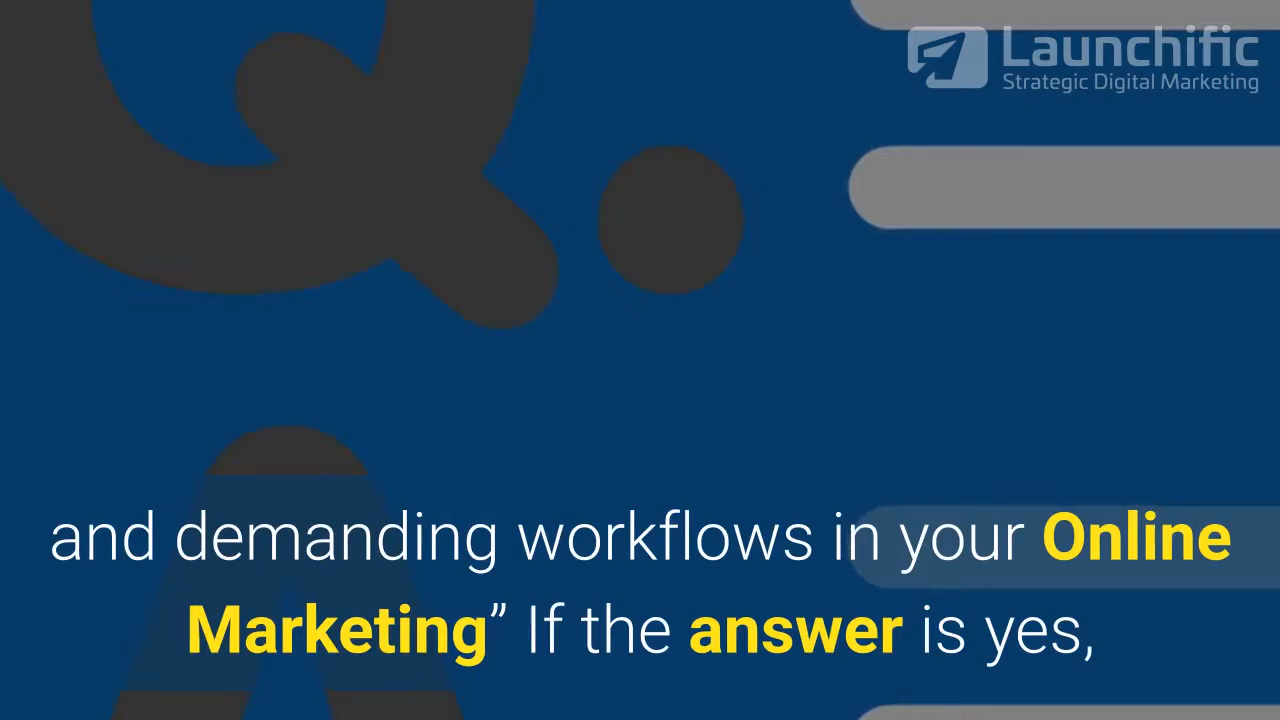 Q.
Launchific
Strategic Digital Marketing
A
and demanding workflows in your Online
Marketing” If the answer is yes,